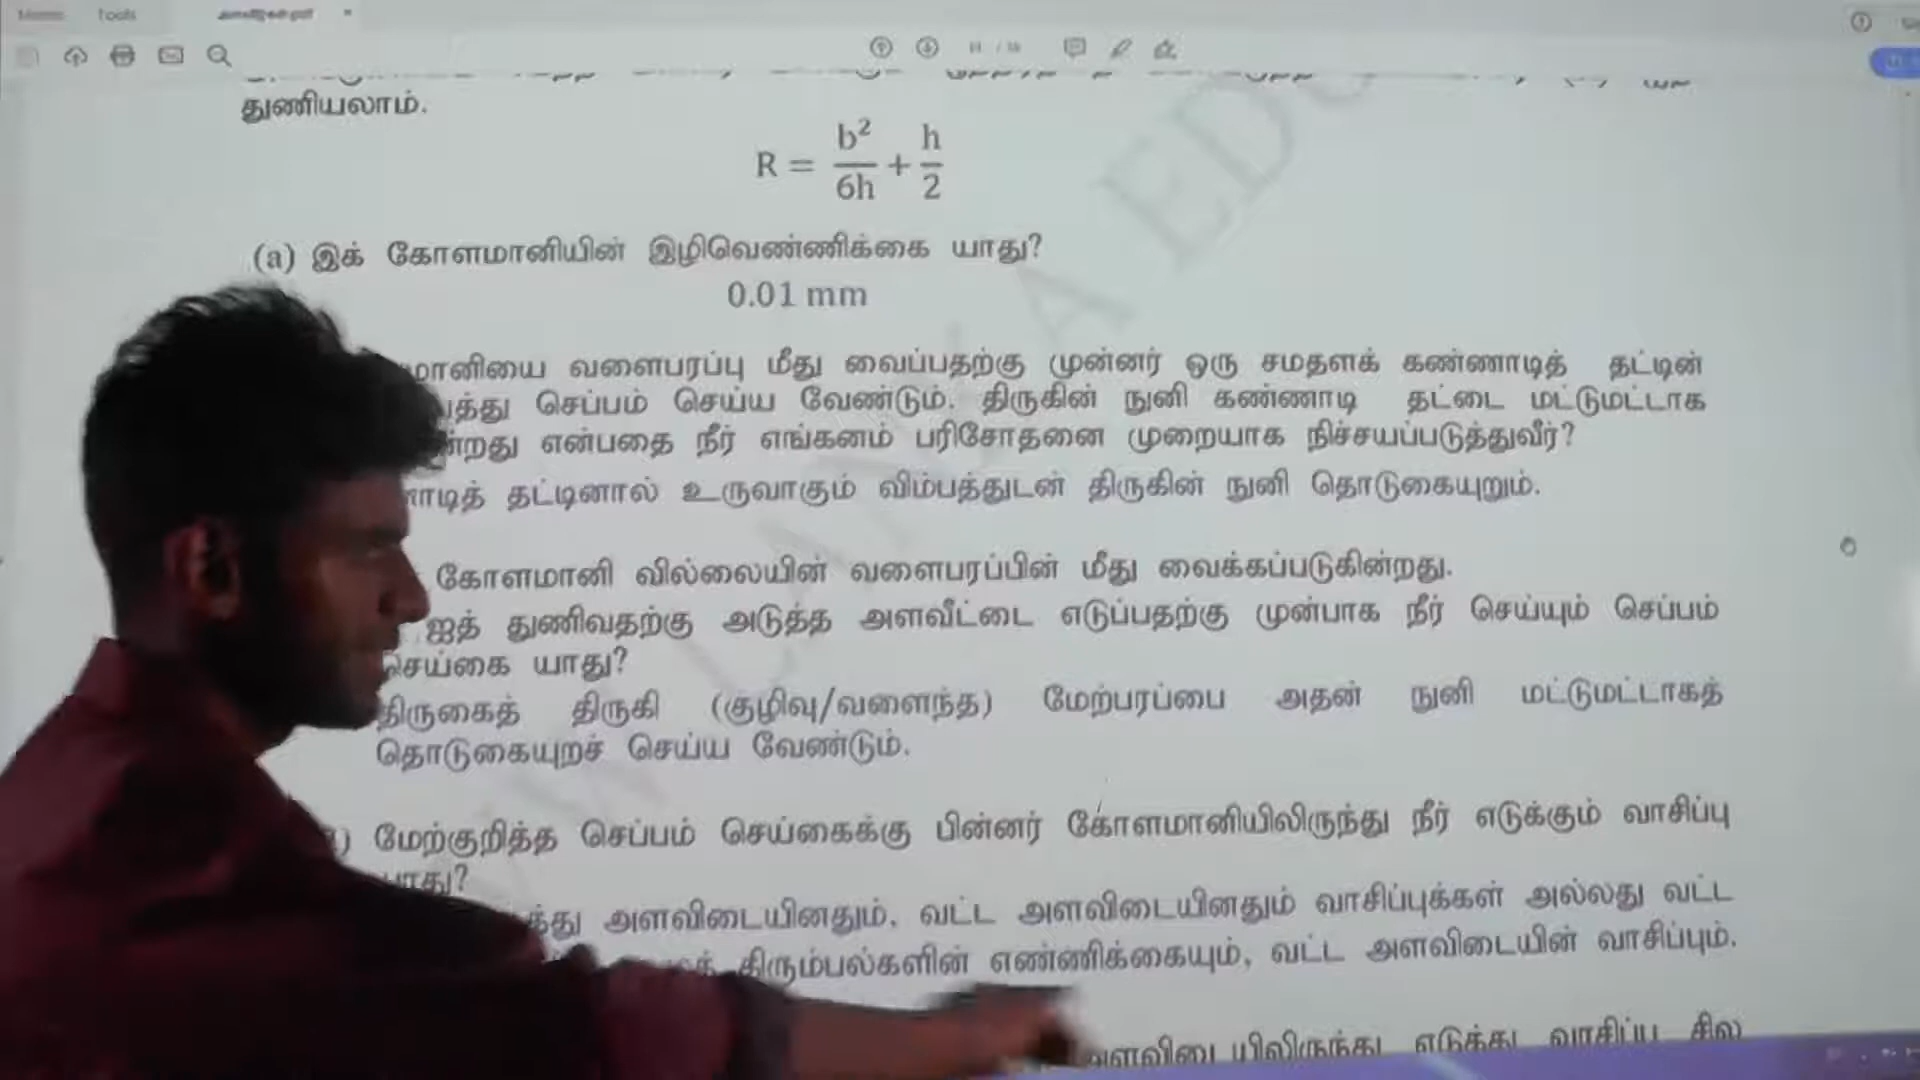 Tools
துணியலாம்.
R = b²/6h + h/2
(a) இக் கோளமானியின் இழிவெண்ணிக்கை யாது?
0.01 mm
மானியை வளைபரப்பு மீது வைப்பதற்கு முன்னர் ஒரு சமதளக் கண்ணாடித் தட்டின்
செப்பம் செய்ய வேண்டும். திருகின் நுனி கண்ணாடி தட்டை மட்டுமட்டாக
என்பதை நீர் எங்கனம் பரிசோதனை முறையாக நிச்சயப்படுத்துவீர்?
தட்டினால் உருவாகும் விம்பத்துடன் திருகின் நுனி தொடுகையுறும்.
கோளமானி வில்லையின் வளைபரப்பின் மீது வைக்கப்படுகின்றது.
ஐத் துணிவதற்கு அடுத்த அளவீட்டை எடுப்பதற்கு முன்பாக நீர் செய்யும் செப்பம்
செய்கை யாது?
திருகைத் திருகி (குழிவு/வளைந்த) மேற்பரப்பை அதன் நுனி மட்டுமட்டாகத்
தொடுகையுறச் செய்ய வேண்டும்.
மேற்குறித்த செப்பம் செய்கைக்கு பின்னர் கோளமானியிலிருந்து நீர் எடுக்கும் வாசிப்பு
யாது?
அளவிடையினதும், வட்ட அளவிடையினதும் வாசிப்புக்கள் அல்லது வட்ட
திரும்பல்களின் எண்ணிக்கையும், வட்ட அளவிடையின் வாசிப்பும்.
அளவிடையிலிருந்து எடுக்கு வாசிப்பு சில